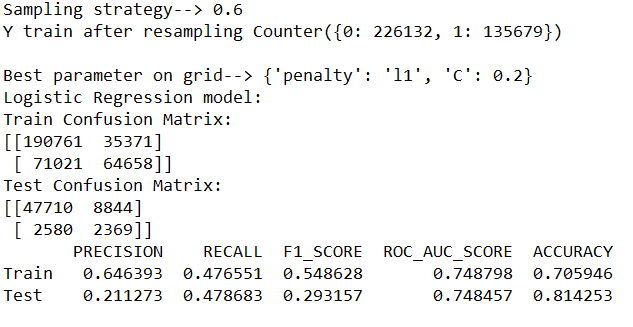 Sampling strategy--> 0.6
Y train after resampling Counter({0: 226132, 1: 135679})
Best parameter on grid--> {'penalty': 'l1', 'C': 0.2}
Logistic Regression model:
Train Confusion Matrix:
[[190761  35371]
 [ 71021  64658]]
Test Confusion Matrix:
[[47710  8844]
 [ 2580  2369]]
       PRECISION    RECALL  F1_SCORE  ROC_AUC_SCORE  ACCURACY
Train   0.646393  0.476551  0.548628       0.748798  0.705946
Test    0.211273  0.478683  0.293157       0.748457  0.814253